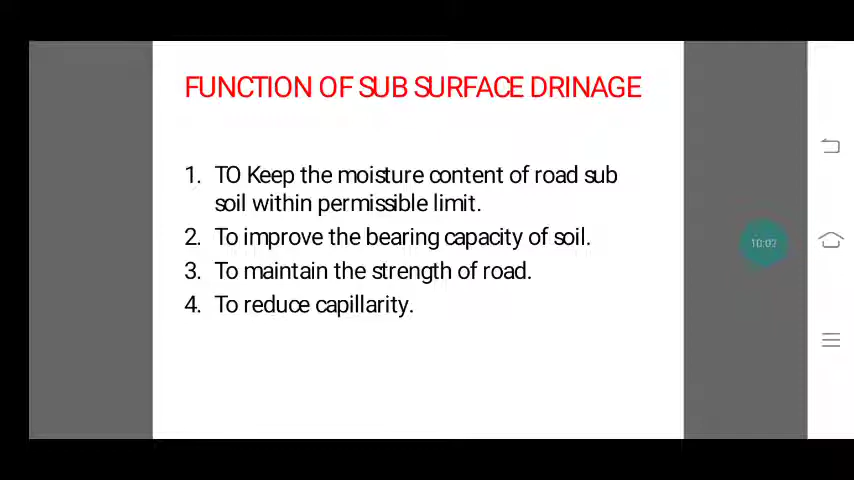 FUNCTION OF SUB SURFACE DRINAGE
1. TO Keep the moisture content of road sub
soil within permissible limit.
2. To improve the bearing capacity of soil.
3. To maintain the strength of road.
4. To reduce capillarity.
10:02